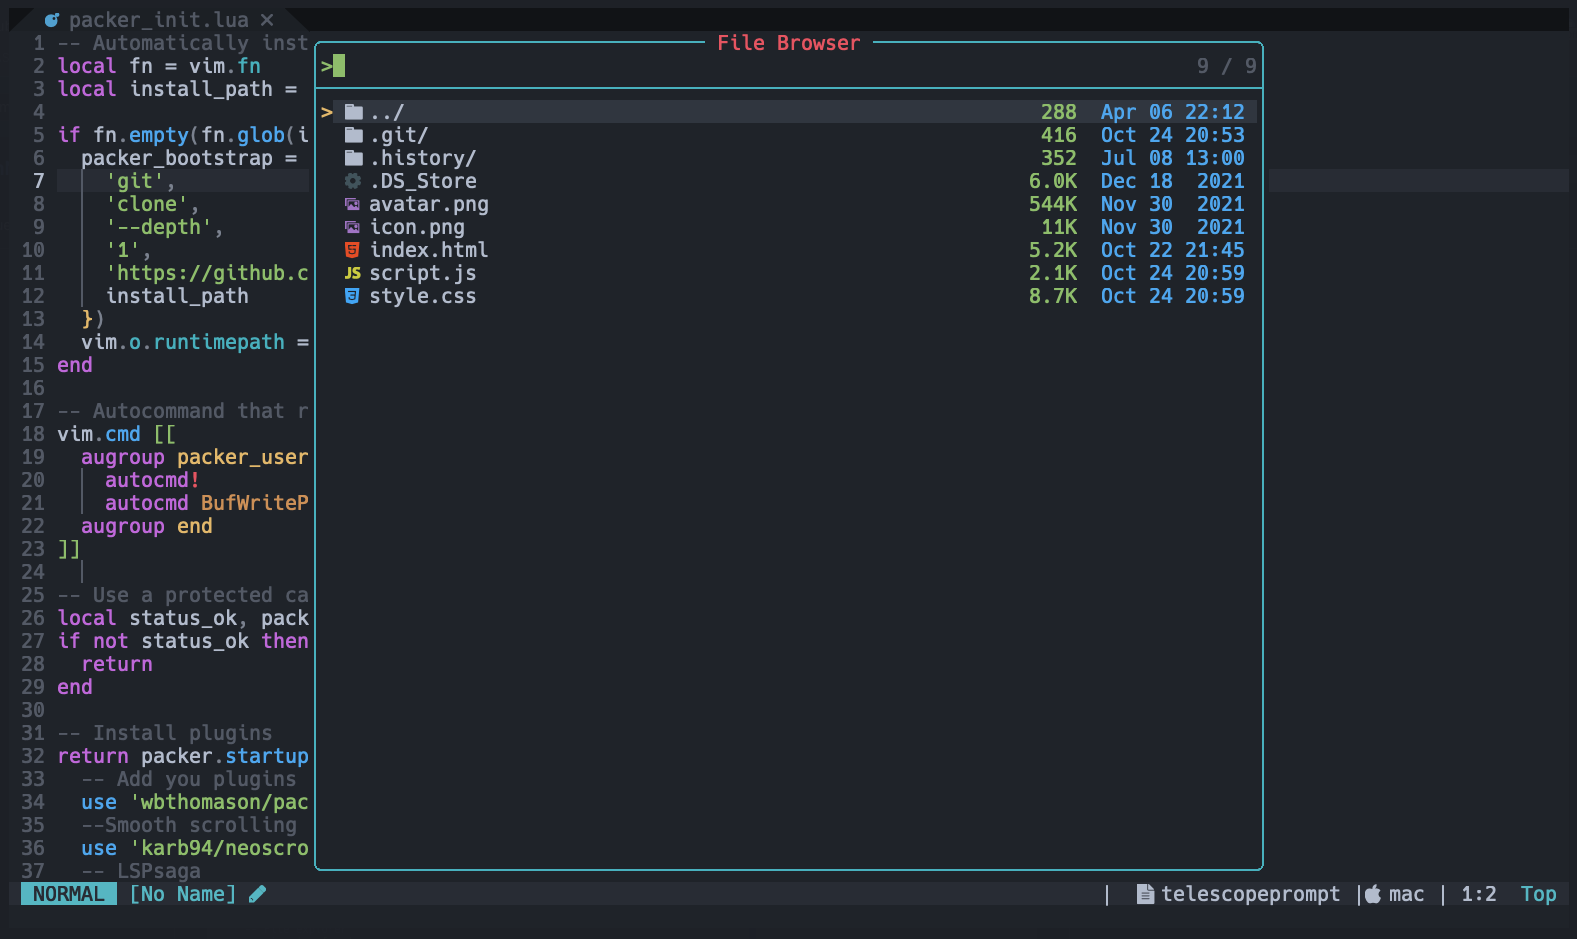 packer_init.lua ×
1 -- Automatically inst
2 local fn = vim.fn
3 local install_path =
4
5 if fn.empty(fn.glob(i
6 packer_bootstrap =
7 'git',
8 'clone',
9 '--depth',
10 '1',
11 'https://github.c
12 install_path
13 })
14 vim.o.runtimepath =
15 end
16
17 -- Autocommand that r
18 vim.cmd [[
19 augroup packer_user
20 autocmd!
21 autocmd BufWriteP
22 augroup end
23 ]]
24
25 -- Use a protected ca
26 local status_ok, pack
27 if not status_ok then
28 return
29 end
30
31 -- Install plugins
32 return packer.startup
33 -- Add you plugins
34 use 'wbthomason/pac
35 --Smooth scrolling
36 use 'karb94/neoscro
37 -- LSPsaga
File Browser
> 9 / 9
> ../ 288 Apr 06 22:12
.git/ 416 Oct 24 20:53
.history/ 352 Jul 08 13:00
.DS_Store 6.0K Dec 18 2021
avatar.png 544K Nov 30 2021
icon.png 11K Nov 30 2021
index.html 5.2K Oct 22 21:45
JS script.js 2.1K Oct 24 20:59
style.css 8.7K Oct 24 20:59
NORMAL [No Name] | telescopeprompt | mac | 1:2 Top